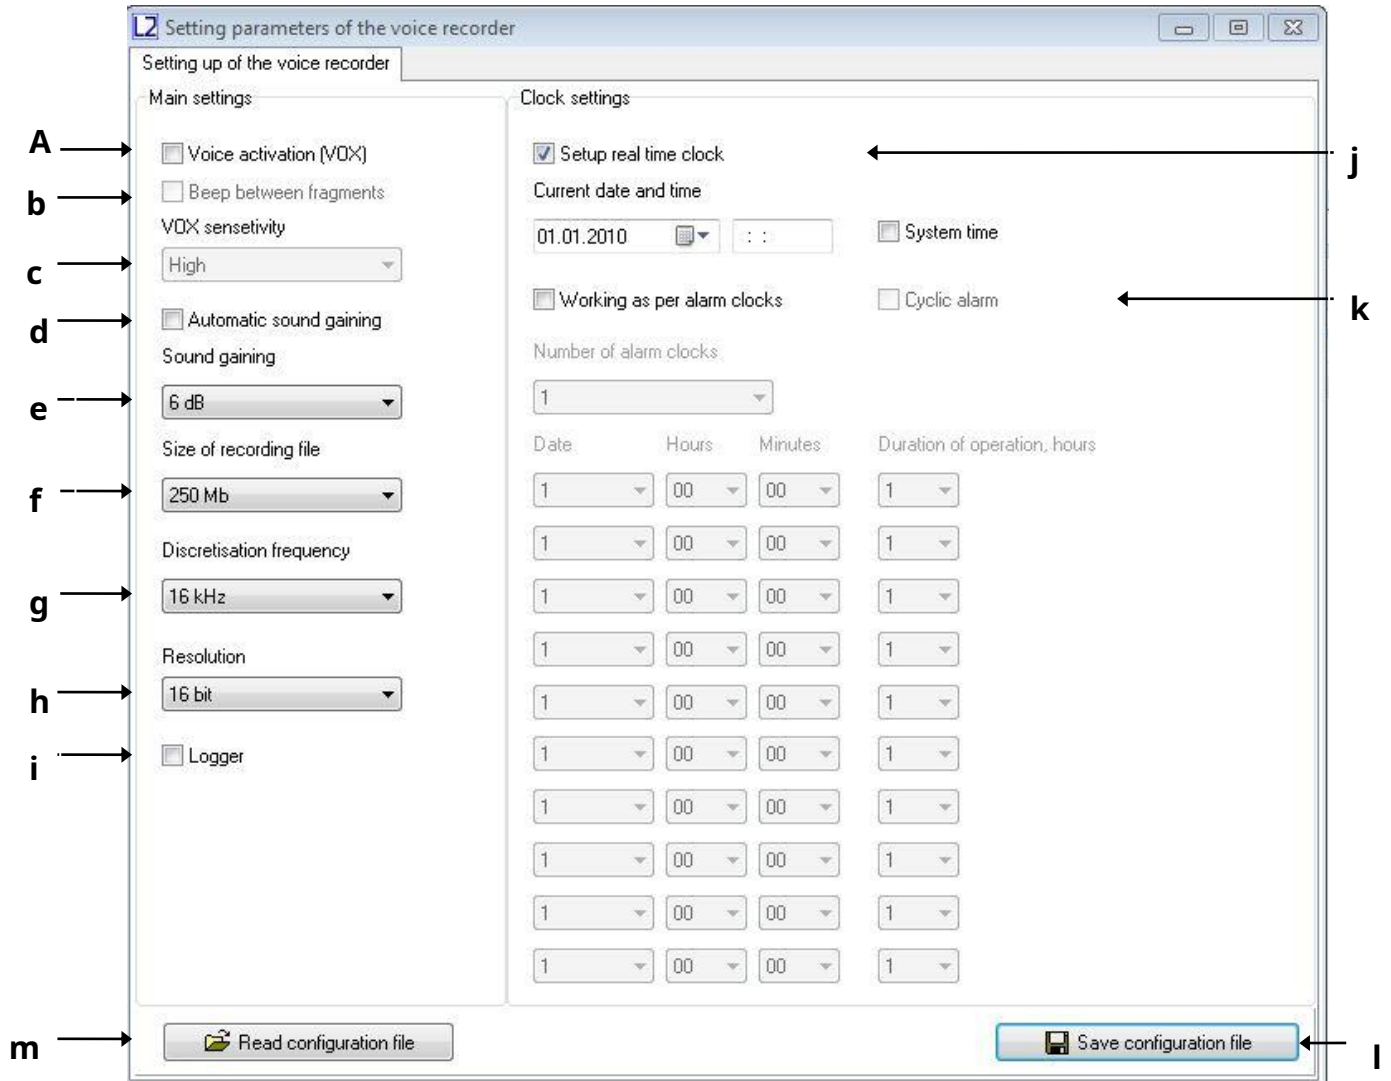 L2 Setting parameters of the voice recorder
Setting up of the voice recorder
Main settings
A
Voice activation (VOX)
b
Beep between fragments
VOX sensetivity
c
High
d
Automatic sound gaining
Sound gaining
e
6 dB
Size of recording file
f
250 Mb
Discretisation frequency
g
16 kHz
Resolution
h
16 bit
i
Logger
Clock settings
Setup real time clock
j
Current date and time
01.01.2010 : :
System time
Working as per alarm clocks
Cyclic alarm
k
Number of alarm clocks
1
Date Hours Minutes Duration of operation, hours
1 00 00 1
1 00 00 1
1 00 00 1
1 00 00 1
1 00 00 1
1 00 00 1
1 00 00 1
1 00 00 1
1 00 00 1
1 00 00 1
m
Read configuration file
Save configuration file
l